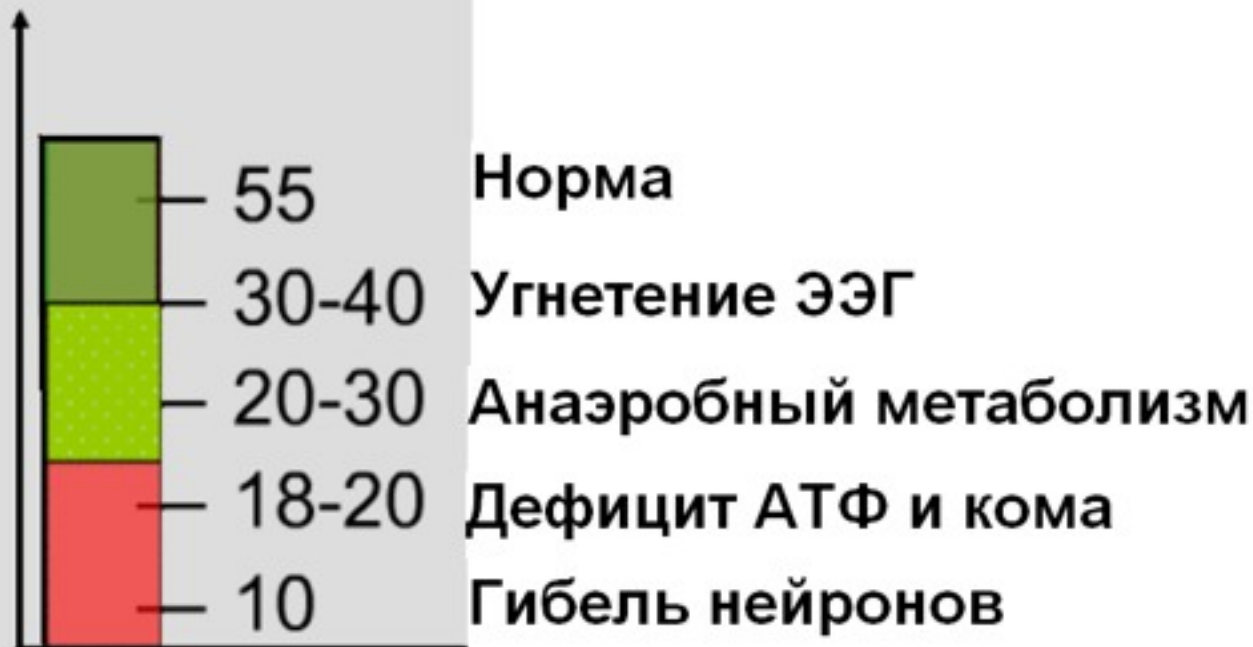 55 Норма
30-40 Угнетение ЭЭГ
20-30 Анаэробный метаболизм
18-20 Дефицит АТФ и кома
10 Гибель нейронов